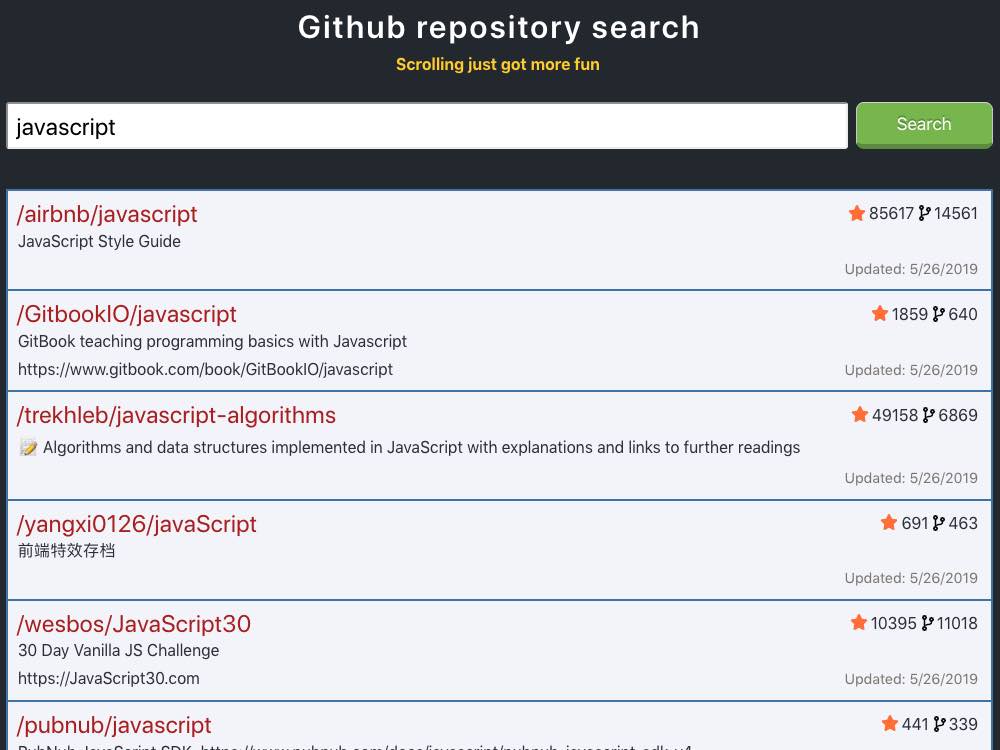 Github repository search
Scrolling just got more fun
javascript
Search
/airbnb/javascript
85617 14561
JavaScript Style Guide
Updated: 5/26/2019
/GitbookIO/javascript
1859 640
GitBook teaching programming basics with Javascript
https://www.gitbook.com/book/GitBookIO/javascript
Updated: 5/26/2019
/trekhleb/javascript-algorithms
49158 6869
📝 Algorithms and data structures implemented in JavaScript with explanations and links to further readings
Updated: 5/26/2019
/yangxi0126/javaScript
691 463
前端特效存档
Updated: 5/26/2019
/wesbos/JavaScript30
10395 11018
30 Day Vanilla JS Challenge
https://JavaScript30.com
Updated: 5/26/2019
/pubnub/javascript
441 339